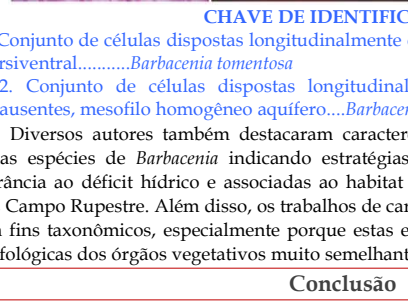 CHAVE DE IDENTIFIC
Conjunto de células dispostas longitudinalmente
rsiventral...........Barbacenia tomentosa
2. Conjunto de células dispostas longitudinal
ausentes, mesofilo homogêneo aquífero....Barbacen
Diversos autores também destacaram caracter
as espécies de Barbacenia indicando estratégias
rância ao déficit hídrico e associadas ao habitat
Campo Rupestre. Além disso, os trabalhos de car
fins taxonômicos, especialmente porque estas e
fológicas dos órgãos vegetativos muito semelhant
Conclusão